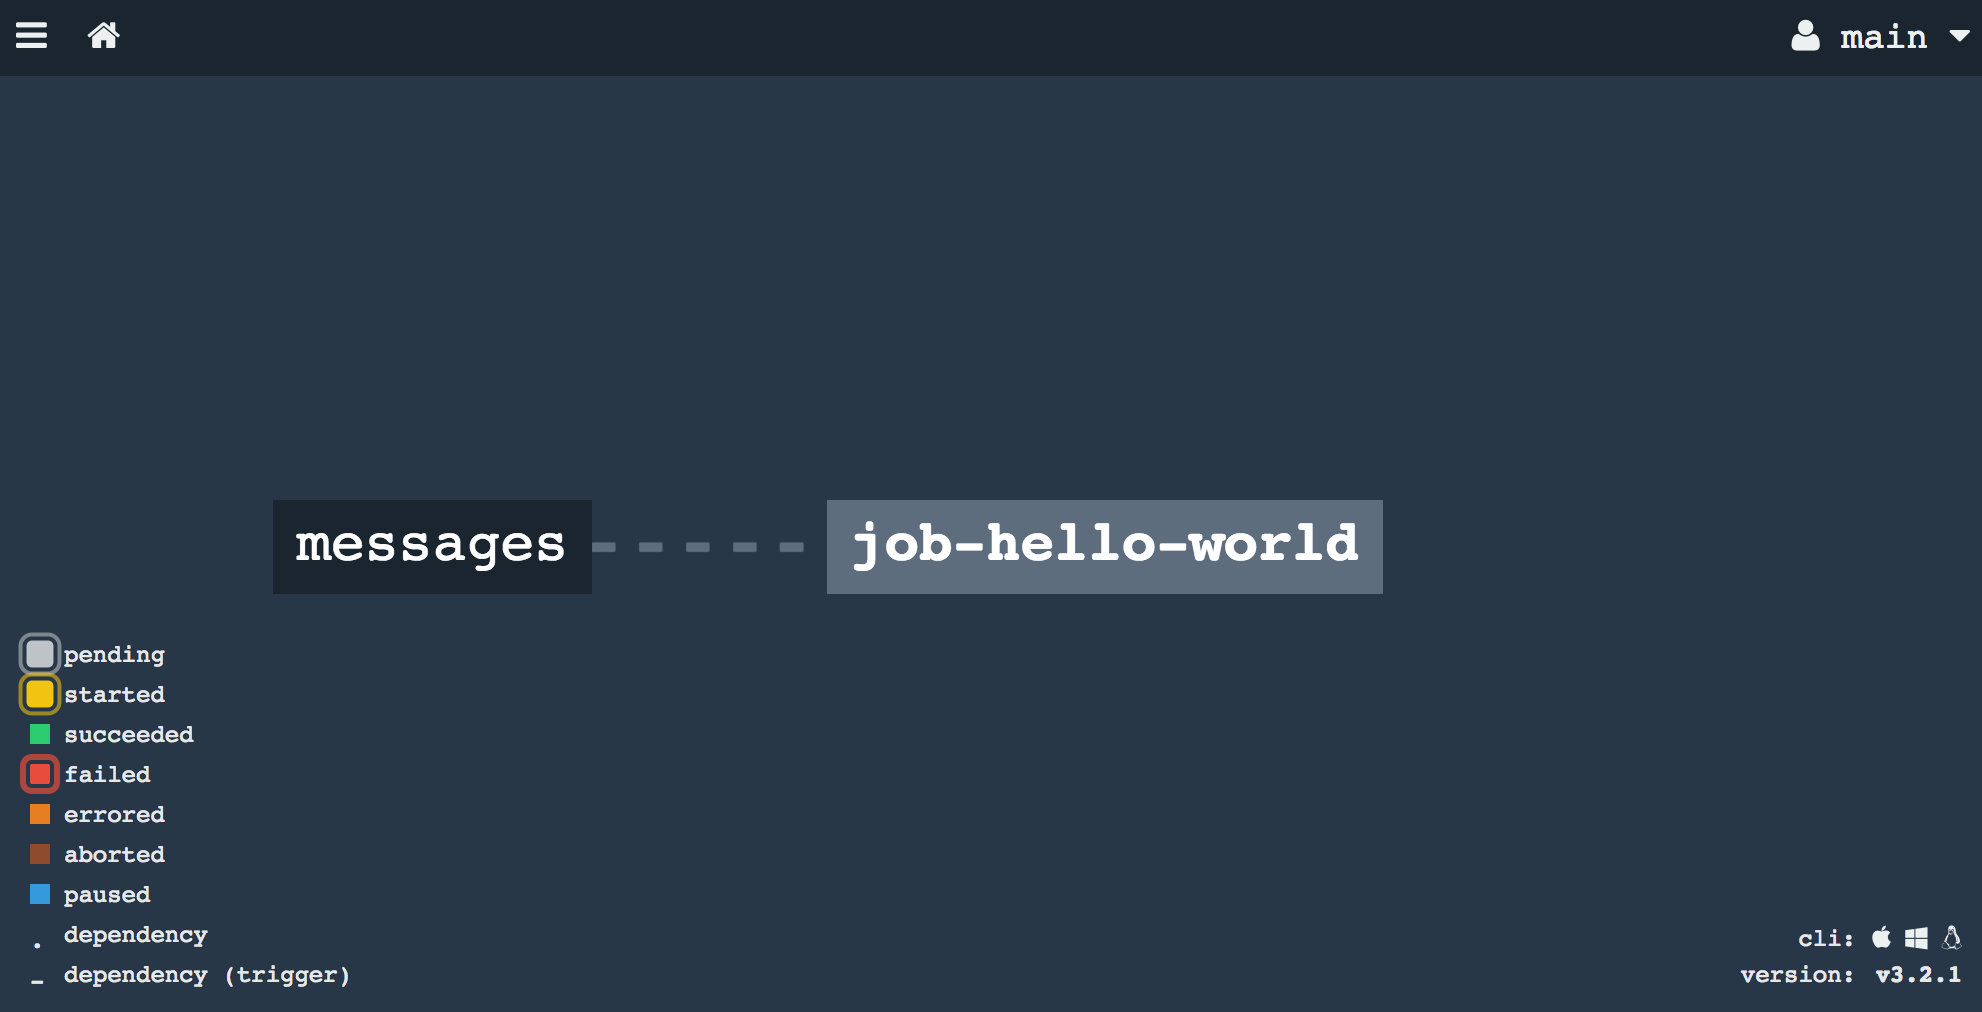 main
messages
job-hello-world
pending
started
succeeded
failed
errored
aborted
paused
. dependency
- dependency (trigger)
cli:
version: v3.2.1